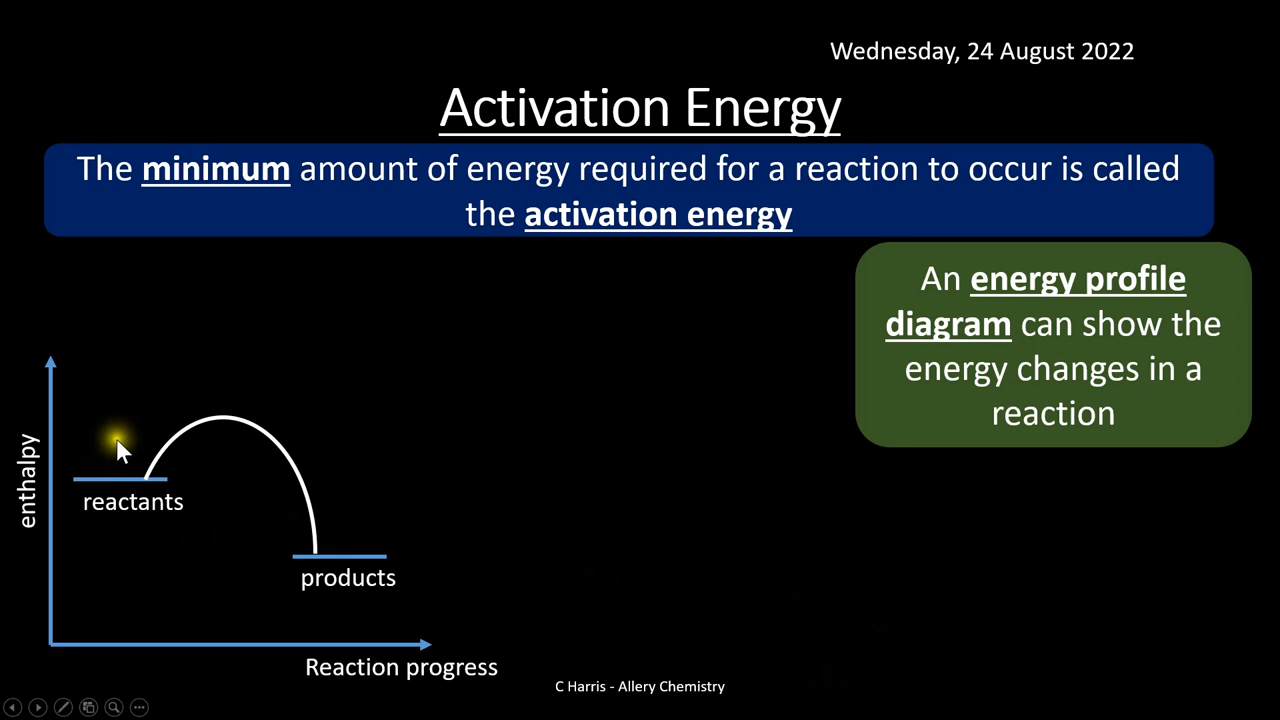 Wednesday, 24 August 2022
Activation Energy
The minimum amount of energy required for a reaction to occur is called
the activation energy
An energy profile
diagram can show the
energy changes in a
reaction
enthalpy
reactants
products
Reaction progress
C Harris - Allery Chemistry